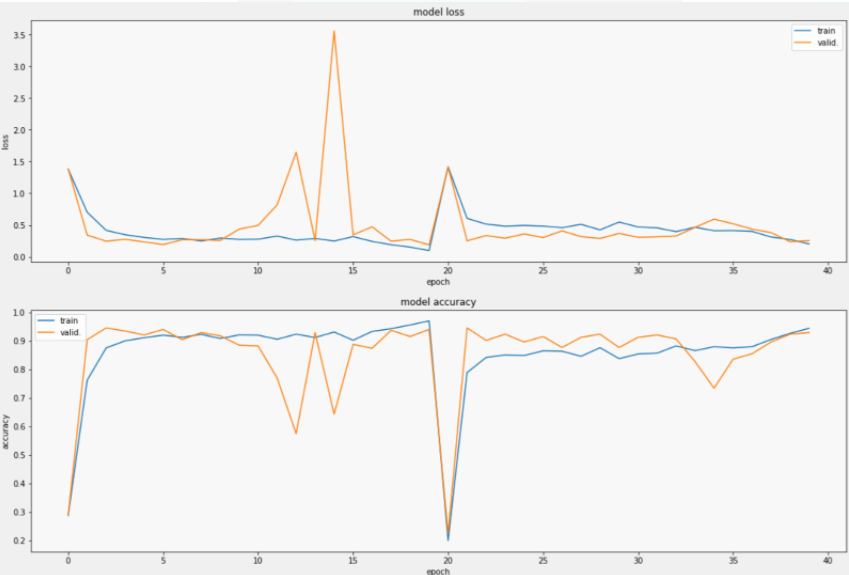 model loss
3.5
3.0
2.5
2.0
1.5
1.0
0.5
0.0
loss
train
valid.
0 5 10 15 20 25 30 35 40
epoch
model accuracy
1.0
0.9
0.8
0.7
0.6
0.5
0.4
0.3
0.2
accuracy
train
valid.
0 5 10 15 20 25 30 35 40
epoch